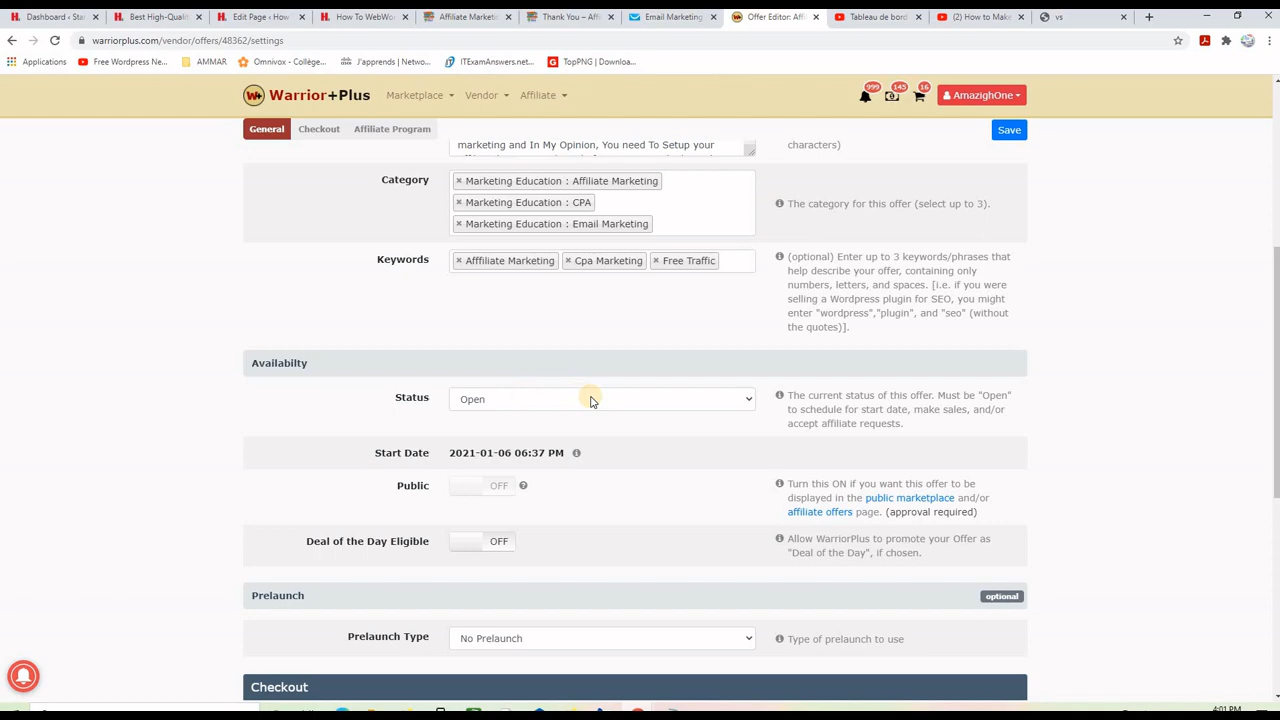 Dashboard ‹ Sta
Best High-Quali
Edit Page ‹ How
How To WebWo
Affiliate Market
Thank You – Affi
Email Marketing
Offer Editor: Affi
Tableau de bord
(2) How to Make
vs
warriorplus.com/vendor/offers/48362/settings
Applications
Free Wordpress Ne...
AMMAR
Omnivox - Collège...
J'apprends | Netwo...
ITExamAnswers.net...
TopPNG | Downloa...
Warrior+Plus
Marketplace
Vendor
Affiliate
999
145
16
AmazighOne
General
Checkout
Affiliate Program
Save
marketing and In My Opinion, You need To Setup your
characters)
Category
× Marketing Education : Affiliate Marketing
× Marketing Education : CPA
× Marketing Education : Email Marketing
The category for this offer (select up to 3).
Keywords
× Afffiliate Marketing
× Cpa Marketing
× Free Traffic
(optional) Enter up to 3 keywords/phrases that
help describe your offer, containing only
numbers, letters, and spaces. [i.e. if you were
selling a Wordpress plugin for SEO, you might
enter "wordpress","plugin", and "seo" (without
the quotes)].
Availabilty
Status
Open
The current status of this offer. Must be "Open"
to schedule for start date, make sales, and/or
accept affiliate requests.
Start Date
2021-01-06 06:37 PM
Public
OFF
Turn this ON if you want this offer to be
displayed in the public marketplace and/or
affiliate offers page. (approval required)
Deal of the Day Eligible
OFF
Allow WarriorPlus to promote your Offer as
"Deal of the Day", if chosen.
Prelaunch
optional
Prelaunch Type
No Prelaunch
Type of prelaunch to use
Checkout
4:01 PM